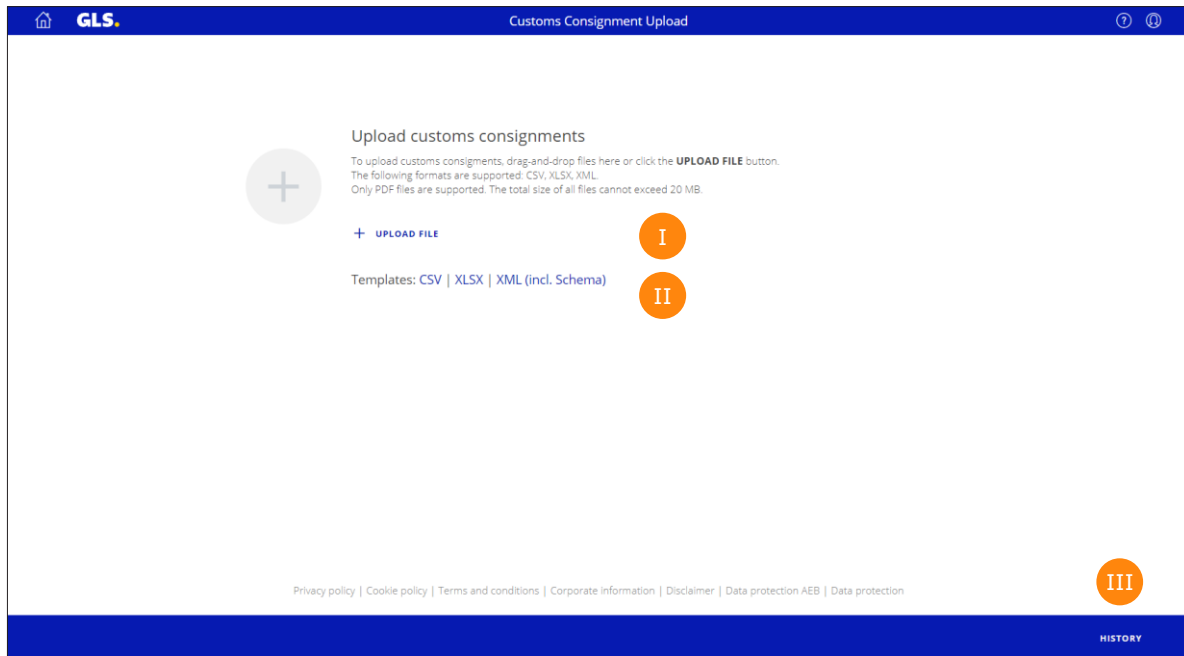 GLS.
Customs Consignment Upload
?
Upload customs consignments
To upload customs consigments, drag-and-drop files here or click the UPLOAD FILE button.
The following formats are supported: CSV, XLSX, XML.
Only PDF files are supported. The total size of all files cannot exceed 20 MB.
+ UPLOAD FILE
I
Templates: CSV | XLSX | XML (incl. Schema)
II
III
Privacy policy | Cookie policy | Terms and conditions | Corporate information | Disclaimer | Data protection AEB | Data protection
HISTORY